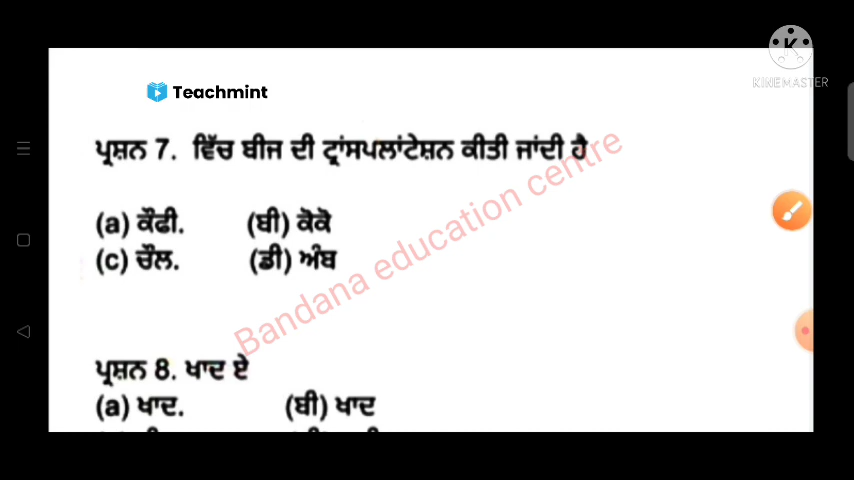 KINEMASTER
Teachmint
ਪ੍ਰਸ਼ਨ 7. ਵਿੱਚ ਬੀਜ ਦੀ ਟ੍ਰਾਂਸਪਲਾਂਟੇਸ਼ਨ ਕੀਤੀ ਜਾਂਦੀ ਹੈ
(a) ਕੌਫੀ. (ਬੀ) ਕੋਕੋ
(c) ਚੌਲ. (ਡੀ) ਅੰਬ
Bandana education centre
ਪ੍ਰਸ਼ਨ 8. ਖਾਦ ਏ
(a) ਖਾਦ. (ਬੀ) ਖਾਦ